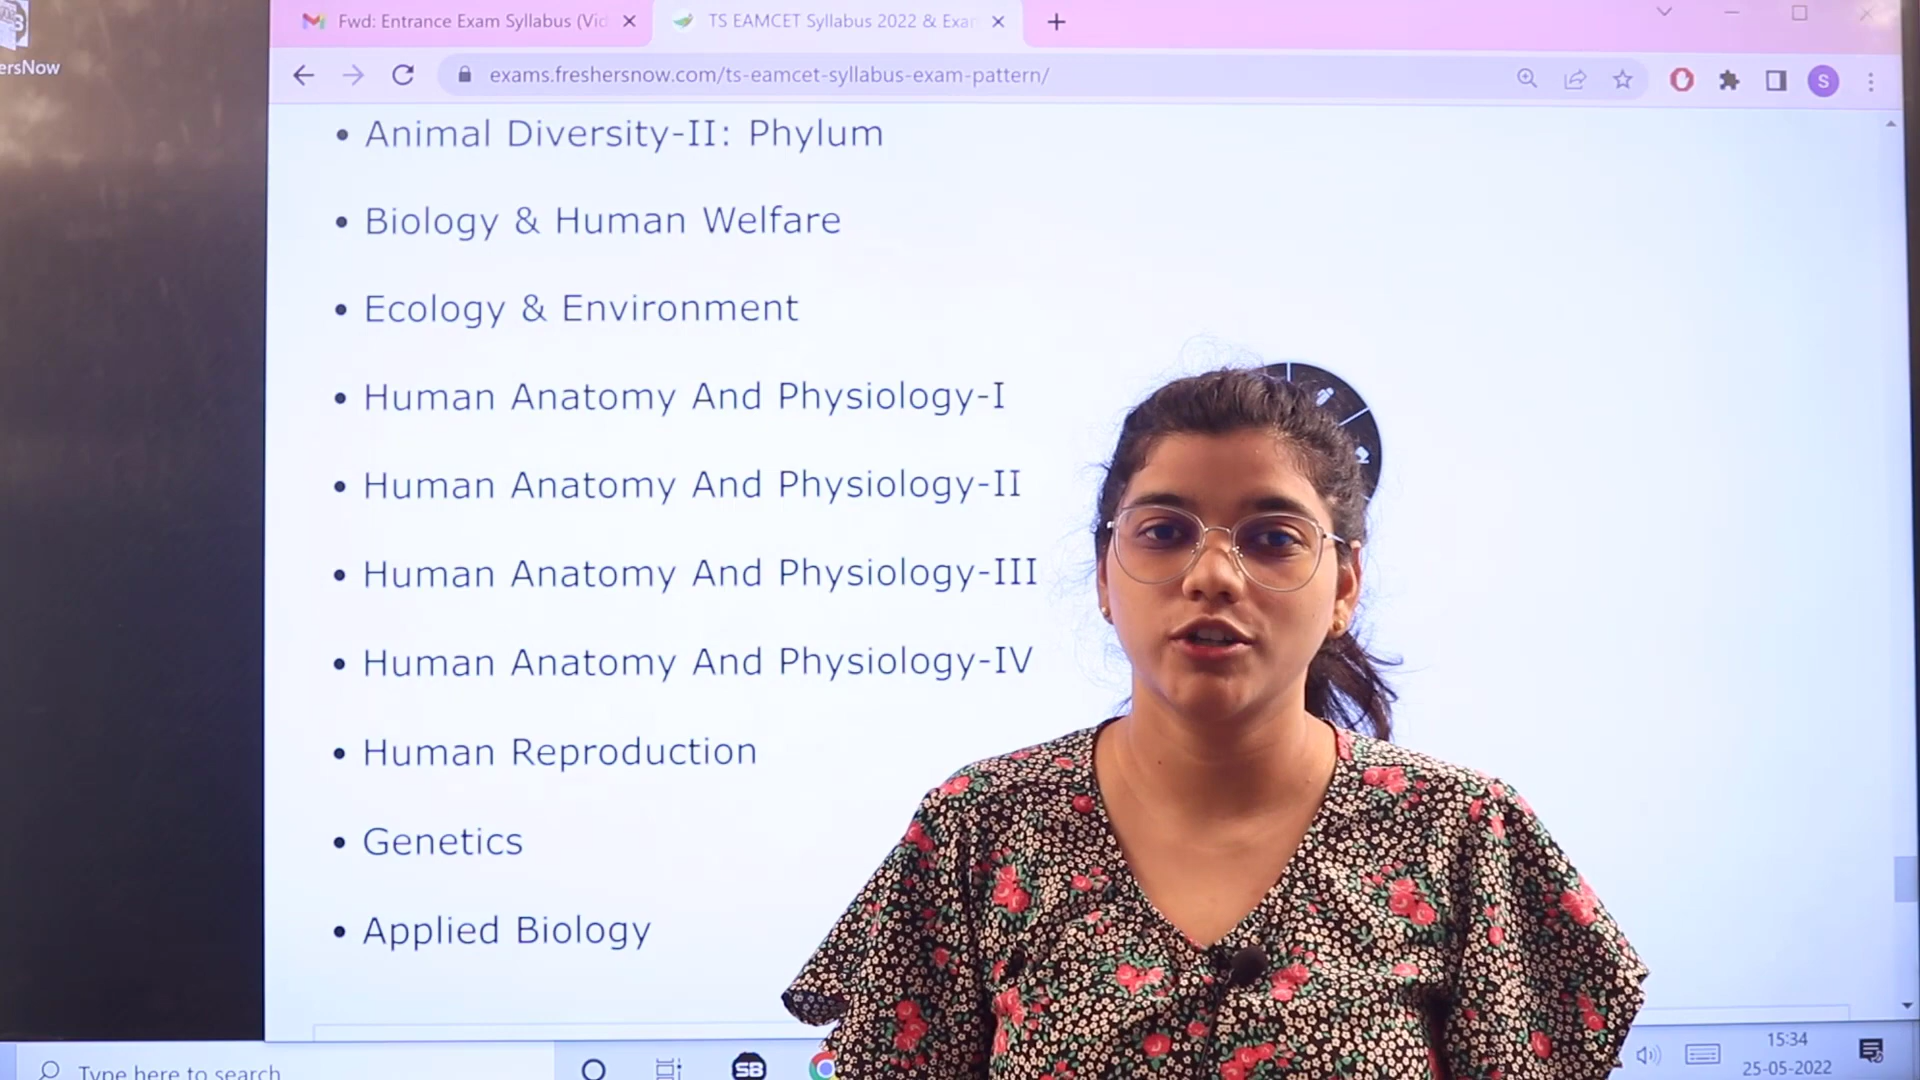 Fwd: Entrance Exam Syllabus (Vid
TS EAMCET Syllabus 2022 & Exam
ersNow
exams.freshersnow.com/ts-eamcet-syllabus-exam-pattern/
S
• Animal Diversity-II: Phylum
• Biology & Human Welfare
• Ecology & Environment
• Human Anatomy And Physiology-I
• Human Anatomy And Physiology-II
• Human Anatomy And Physiology-III
• Human Anatomy And Physiology-IV
• Human Reproduction
• Genetics
• Applied Biology
Type here to search
SB
15:34
25-05-2022